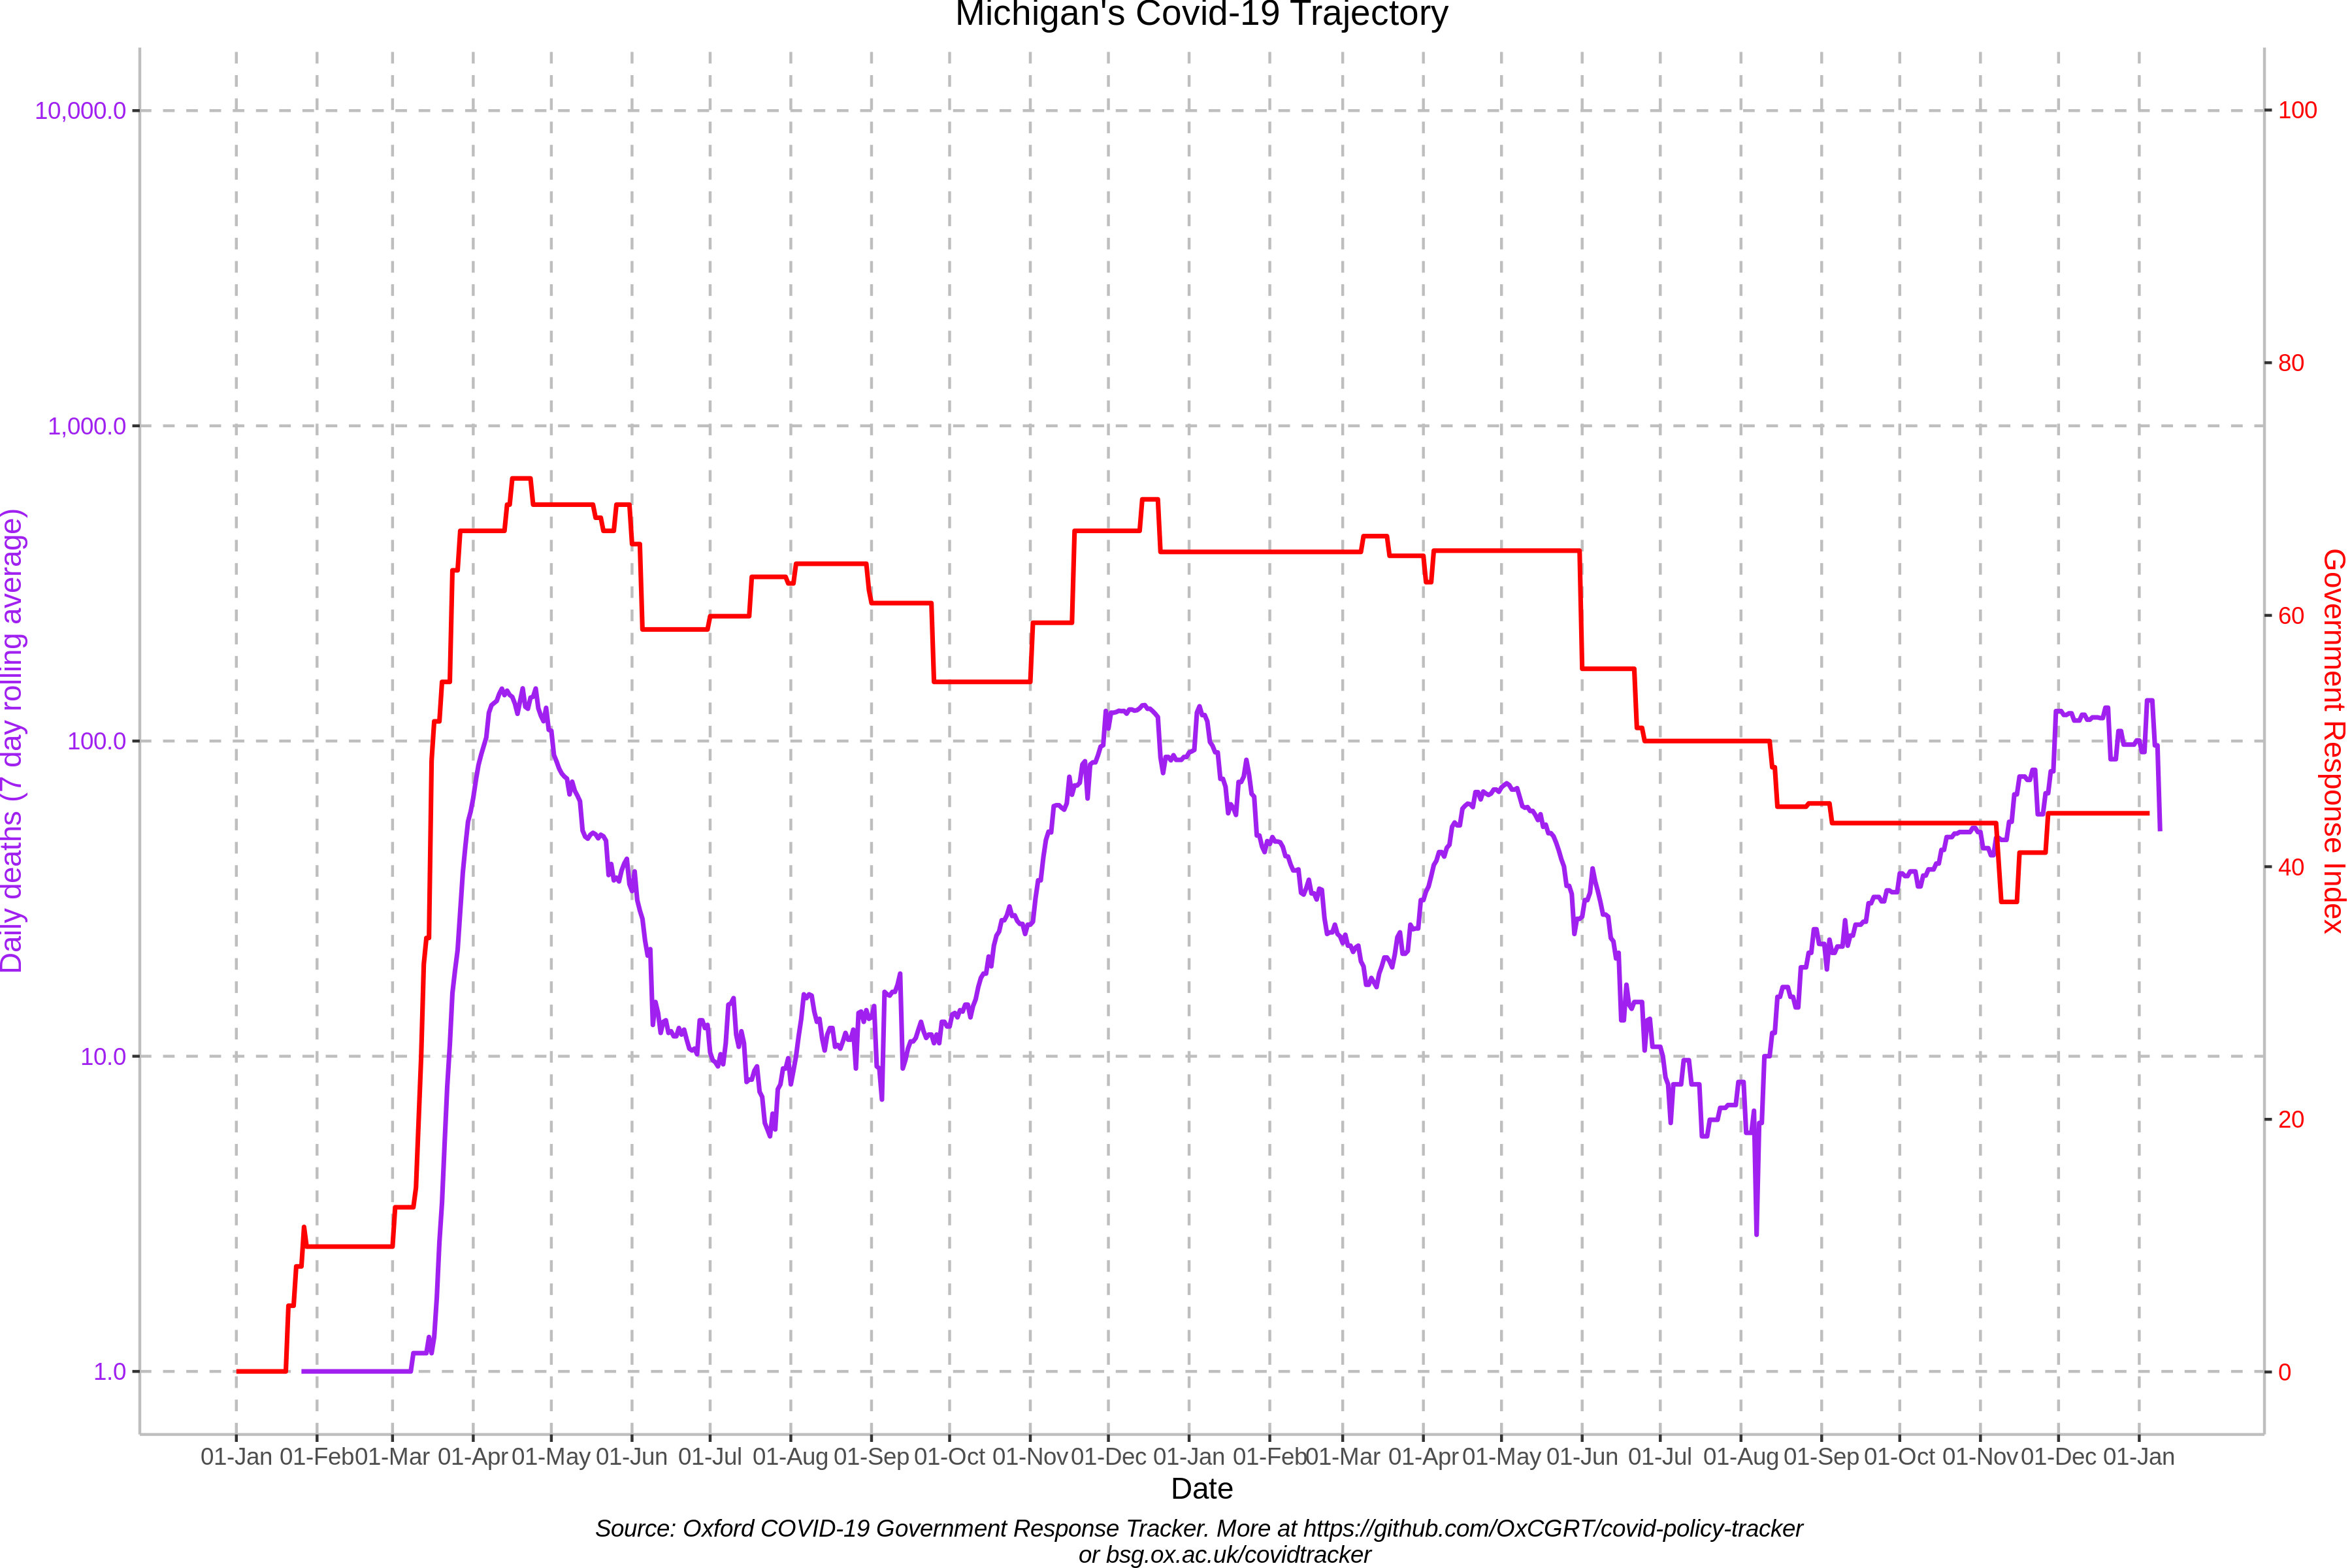 Michigan's Covid-19 Trajectory
10,000.0
1,000.0
100.0
10.0
1.0
Daily deaths (7 day rolling average)
100
80
60
40
20
0
Government Response Index
01-Jan 01-Feb 01-Mar 01-Apr 01-May 01-Jun 01-Jul 01-Aug 01-Sep 01-Oct 01-Nov 01-Dec 01-Jan 01-Feb 01-Mar 01-Apr 01-May 01-Jun 01-Jul 01-Aug 01-Sep 01-Oct 01-Nov 01-Dec 01-Jan
Date
Source: Oxford COVID-19 Government Response Tracker. More at https://github.com/OxCGRT/covid-policy-tracker
or bsg.ox.ac.uk/covidtracker